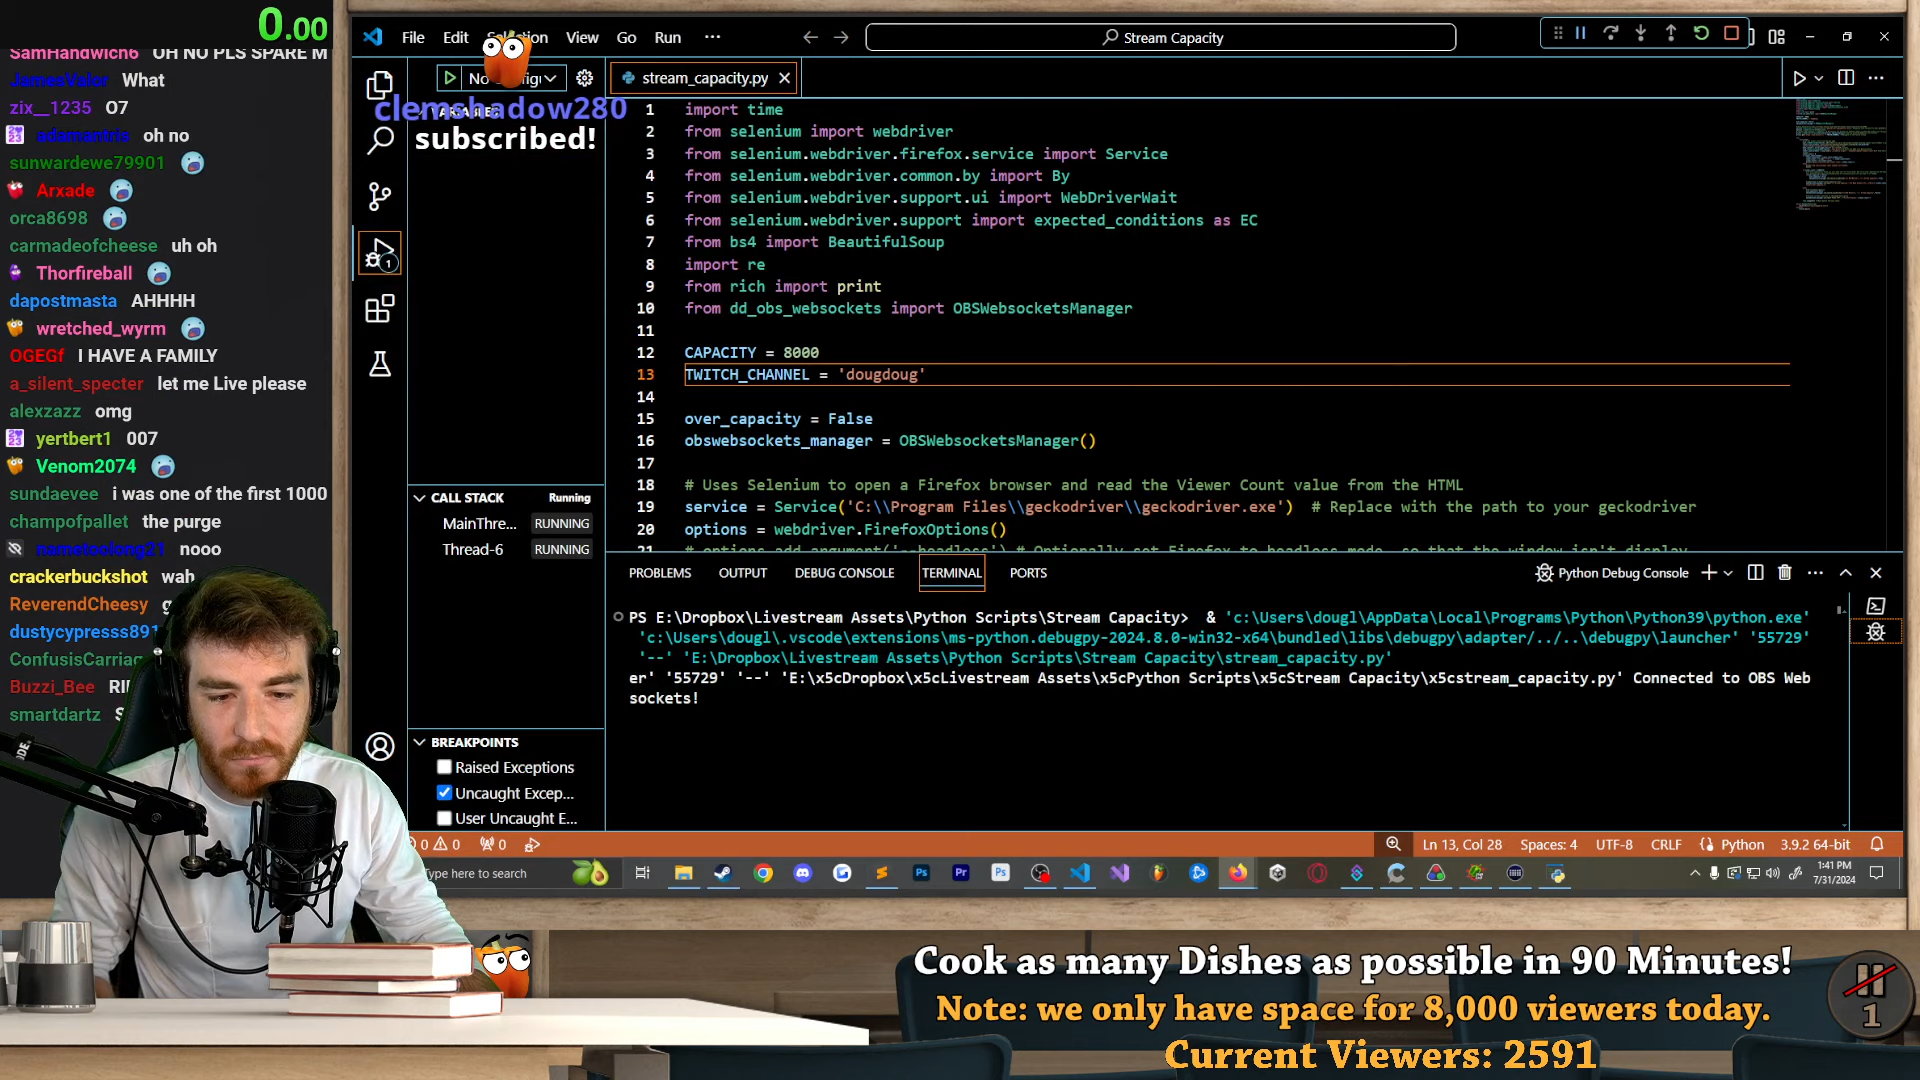 0.00
SamHandwich6 OH NO PLS SPARE M
JamesValor What
zix__1235 O7
adamantria oh no
sunwardewe79901
Arxade
orca8698
carmadeofcheese uh oh
Thorfireball
dapostmasta AHHHH
wretched_wyrm
OGEGf I HAVE A FAMILY
a_silent_specter let me Live please
alexzazz omg
yertbert1 007
Venom2074
sundaevee i was one of the first 1000
champofpallet the purge
nametoolong21 nooo
crackerbuckshot wah
ReverendCheesy
dustycypresss891
ConfusisCarriag
Buzzi_Bee
smartdartz
File Edit Selection View Go Run
Stream Capacity
clemshadow280
subscribed!
stream_capacity.py
1 import time
2 from selenium import webdriver
3 from selenium.webdriver.firefox.service import Service
4 from selenium.webdriver.common.by import By
5 from selenium.webdriver.support.ui import WebDriverWait
6 from selenium.webdriver.support import expected_conditions as EC
7 from bs4 import BeautifulSoup
8 import re
9 from rich import print
10 from dd_obs_websockets import OBSWebsocketsManager
11
12 CAPACITY = 8000
13 TWITCH_CHANNEL = 'dougdoug'
14
15 over_capacity = False
16 obswebsockets_manager = OBSWebsocketsManager()
17
18 # Uses Selenium to open a Firefox browser and read the Viewer Count value from the HTML
19 service = Service('C:\\Program Files\\geckodriver\\geckodriver.exe') # Replace with the path to your geckodriver
20 options = webdriver.FirefoxOptions()
CALL STACK Running
MainThre... RUNNING
Thread-6 RUNNING
BREAKPOINTS
Raised Exceptions
Uncaught Excep...
User Uncaught E...
PROBLEMS OUTPUT DEBUG CONSOLE TERMINAL PORTS
Python Debug Console
PS E:\Dropbox\Livestream Assets\Python Scripts\Stream Capacity> & 'c:\Users\dougl\AppData\Local\Programs\Python\Python39\python.exe'
'c:\Users\dougl\.vscode\extensions\ms-python.debugpy-2024.8.0-win32-x64\bundled\libs\debugpy\adapter/../..\debugpy\launcher' '55729'
'--' 'E:\Dropbox\Livestream Assets\Python Scripts\Stream Capacity\stream_capacity.py'
er' '55729' '--' 'E:\x5cDropbox\x5cLivestream Assets\x5cPython Scripts\x5cStream Capacity\x5cstream_capacity.py' Connected to OBS Web
sockets!
0 0 0
Ln 13, Col 28 Spaces: 4 UTF-8 CRLF Python 3.9.2 64-bit
Type here to search
1:41 PM
7/31/2024
Cook as many Dishes as possible in 90 Minutes!
Note: we only have space for 8,000 viewers today.
Current Viewers: 2591
1